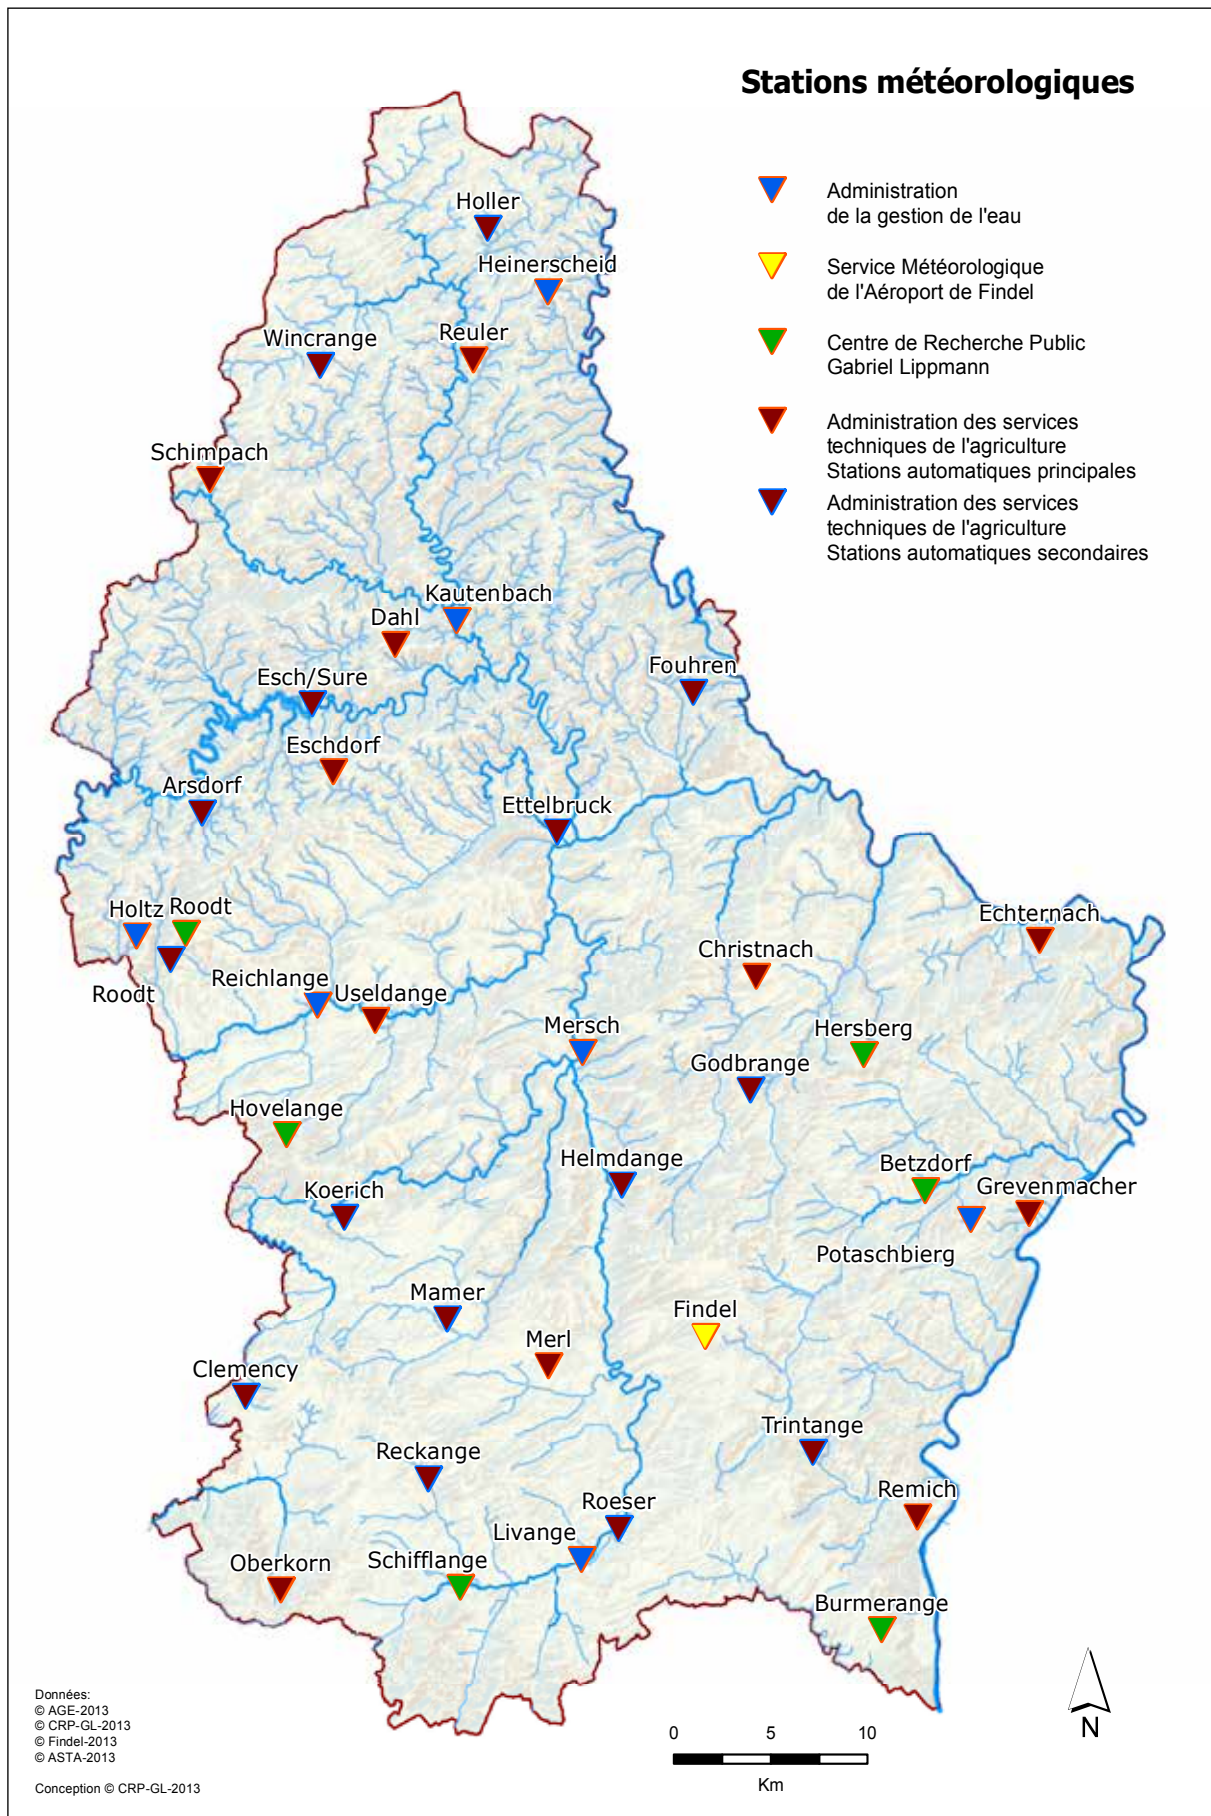 Stations météorologiques
Administration
de la gestion de l'eau
Service Météorologique
de l'Aéroport de Findel
Centre de Recherche Public
Gabriel Lippmann
Administration des services
techniques de l'agriculture
Stations automatiques principales
Administration des services
techniques de l'agriculture
Stations automatiques secondaires
Holler
Heinerscheid
Wincrange
Reuler
Schimpach
Kautenbach
Dahl
Fouhren
Esch/Sure
Eschdorf
Arsdorf
Ettelbruck
Holtz
Roodt
Echternach
Christnach
Reichlange
Roodt
Useldange
Mersch
Hersberg
Godbrange
Hovelange
Helmdange
Betzdorf
Koerich
Grevenmacher
Potaschbierg
Mamer
Findel
Merl
Clemency
Trintange
Reckange
Remich
Roeser
Livange
Oberkorn
Schifflange
Burmerange
Données:
© AGE-2013
© CRP-GL-2013
© Findel-2013
© ASTA-2013
Conception © CRP-GL-2013
0 5 10
Km
N